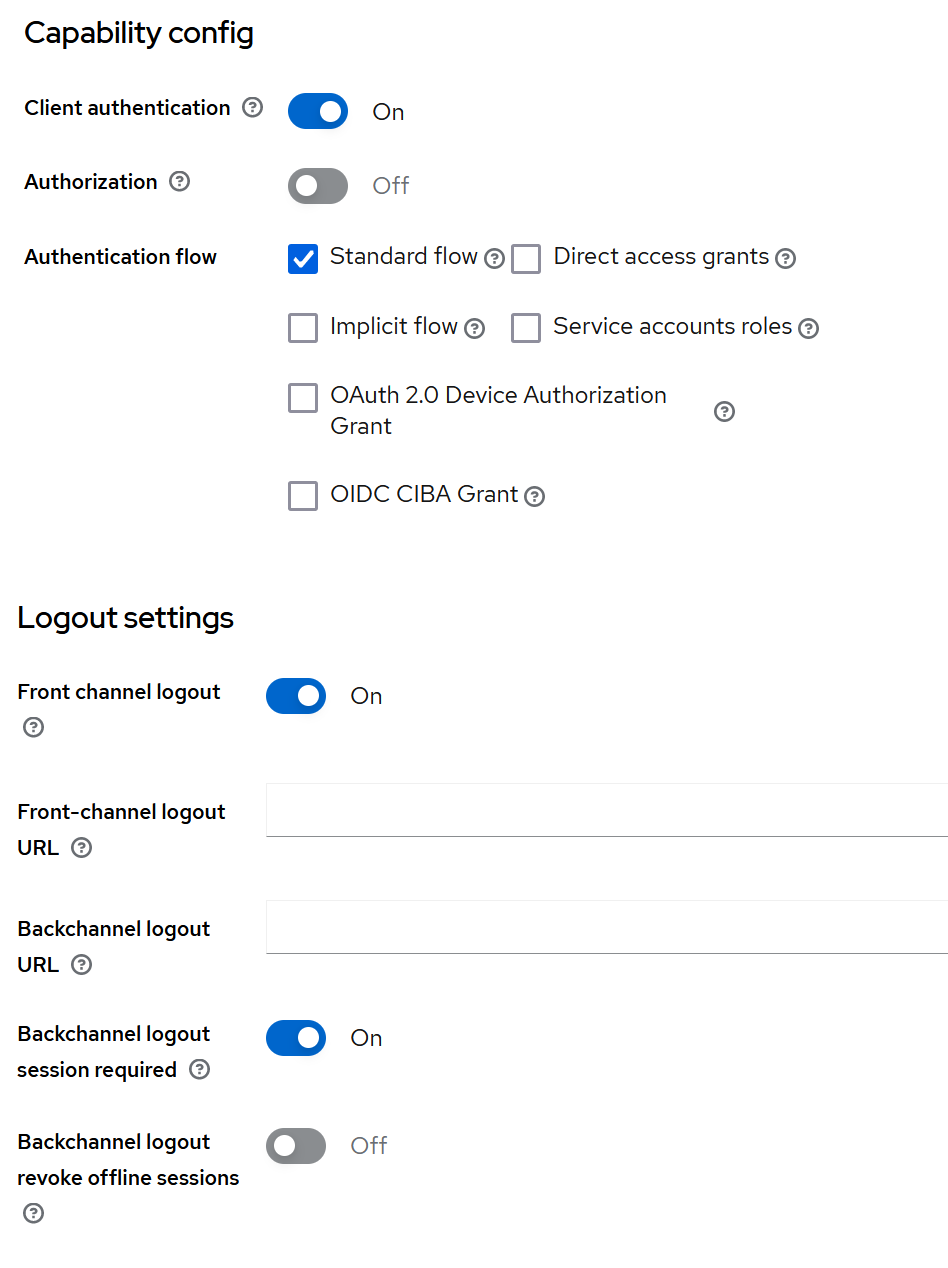 Capability config
Client authentication On
Authorization Off
Authentication flow Standard flow Direct access grants
Implicit flow Service accounts roles
OAuth 2.0 Device Authorization
Grant
OIDC CIBA Grant
Logout settings
Front channel logout On
Front-channel logout
URL
Backchannel logout
URL
Backchannel logout On
session required
Backchannel logout Off
revoke offline sessions